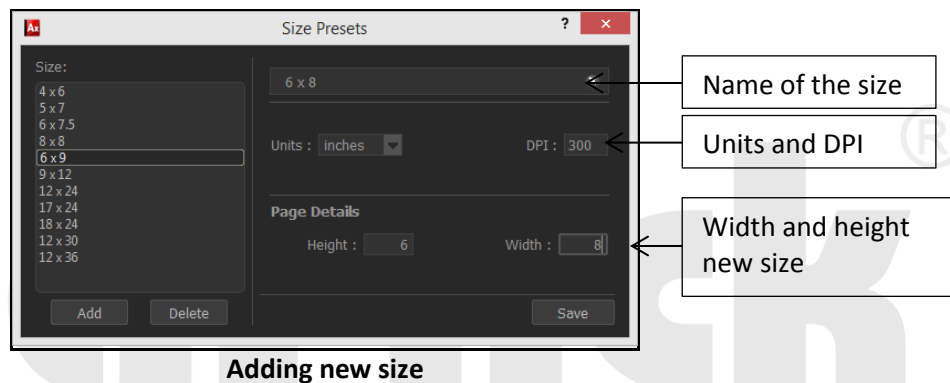 Ax
Size Presets
?
×
Size:
4 x 6
5 x 7
6 x 7.5
8 x 8
6 x 9
9 x 12
12 x 24
17 x 24
18 x 24
12 x 30
12 x 36
Add
Delete
6 x 8
Units : inches
DPI : 300
Page Details
Height : 6
Width : 8
Save
Name of the size
Units and DPI
Width and height
new size
Adding new size
®